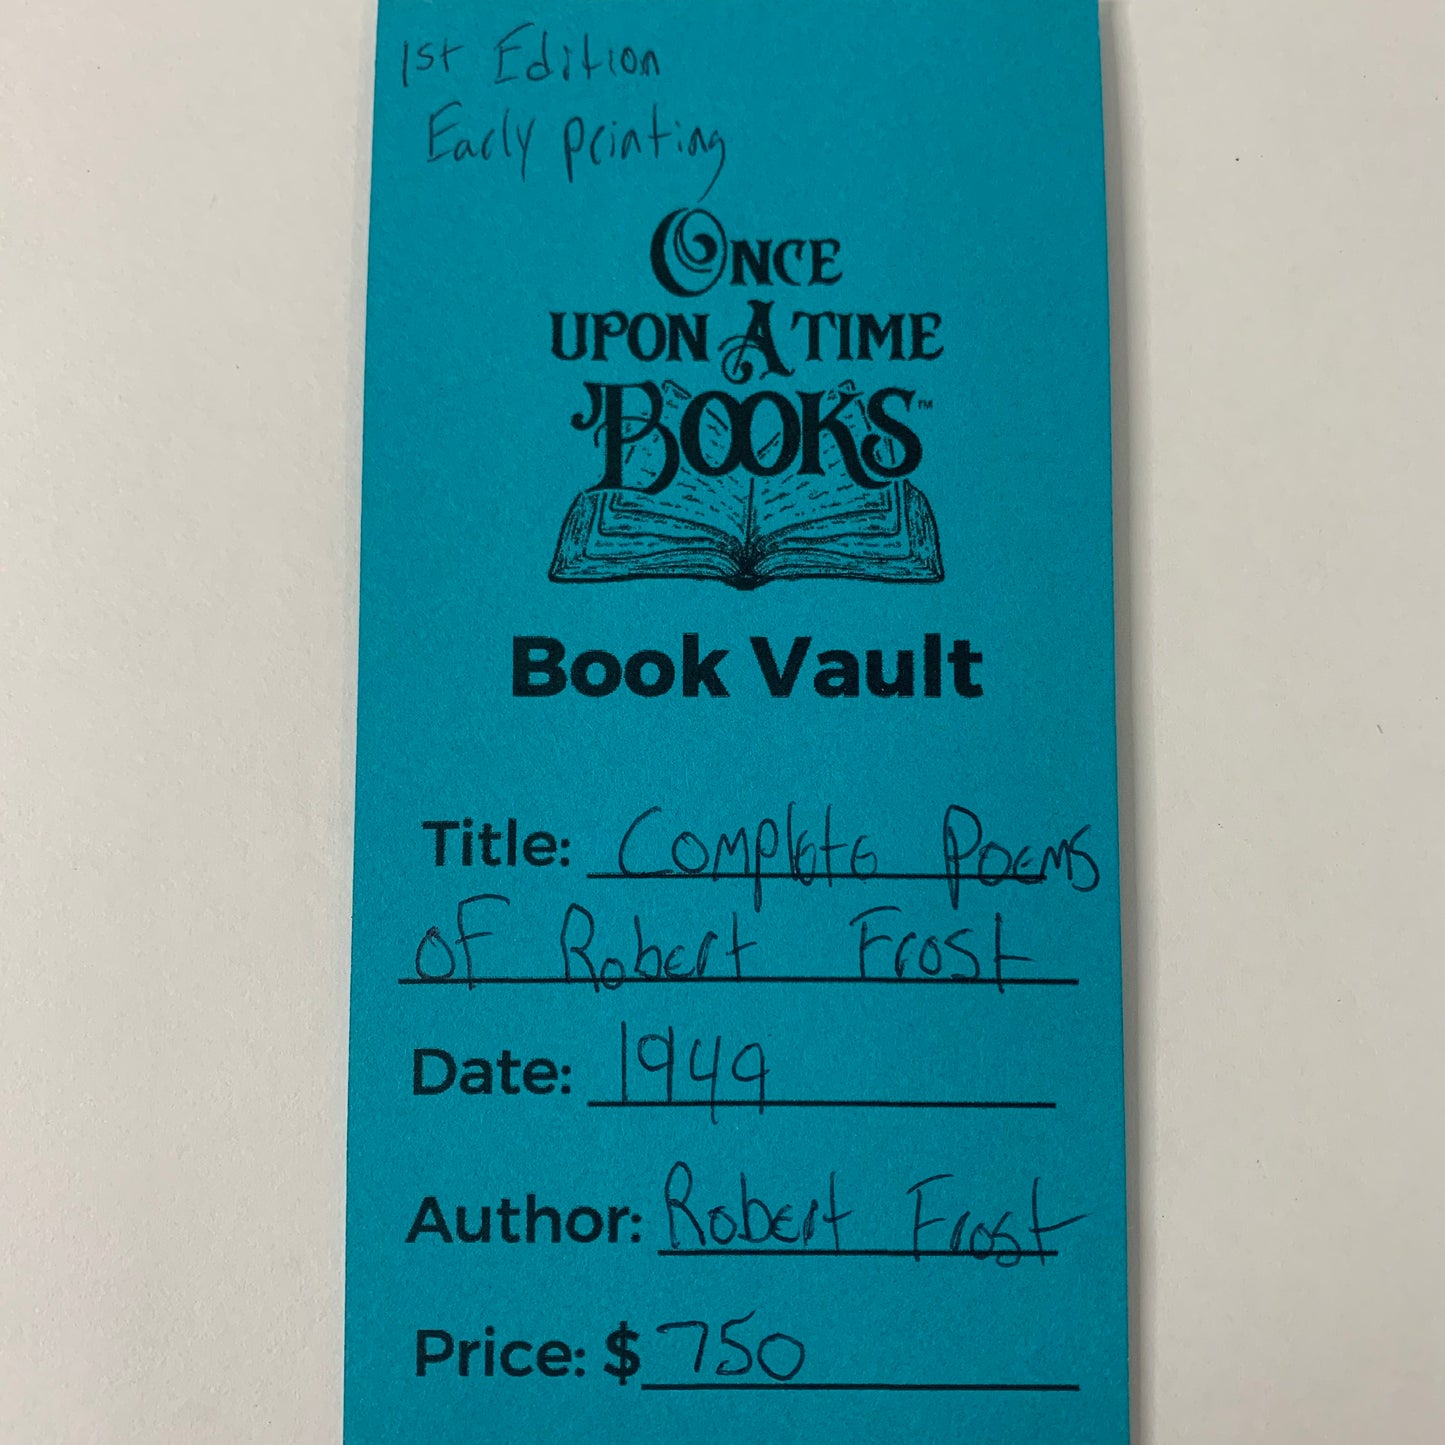 1st Edition
Early printing
ONCE
UPON A TIME
BOOKS™
Book Vault
Title: Complete Poems
of Robert Frost
Date: 1949
Author: Robert Frost
Price: $750